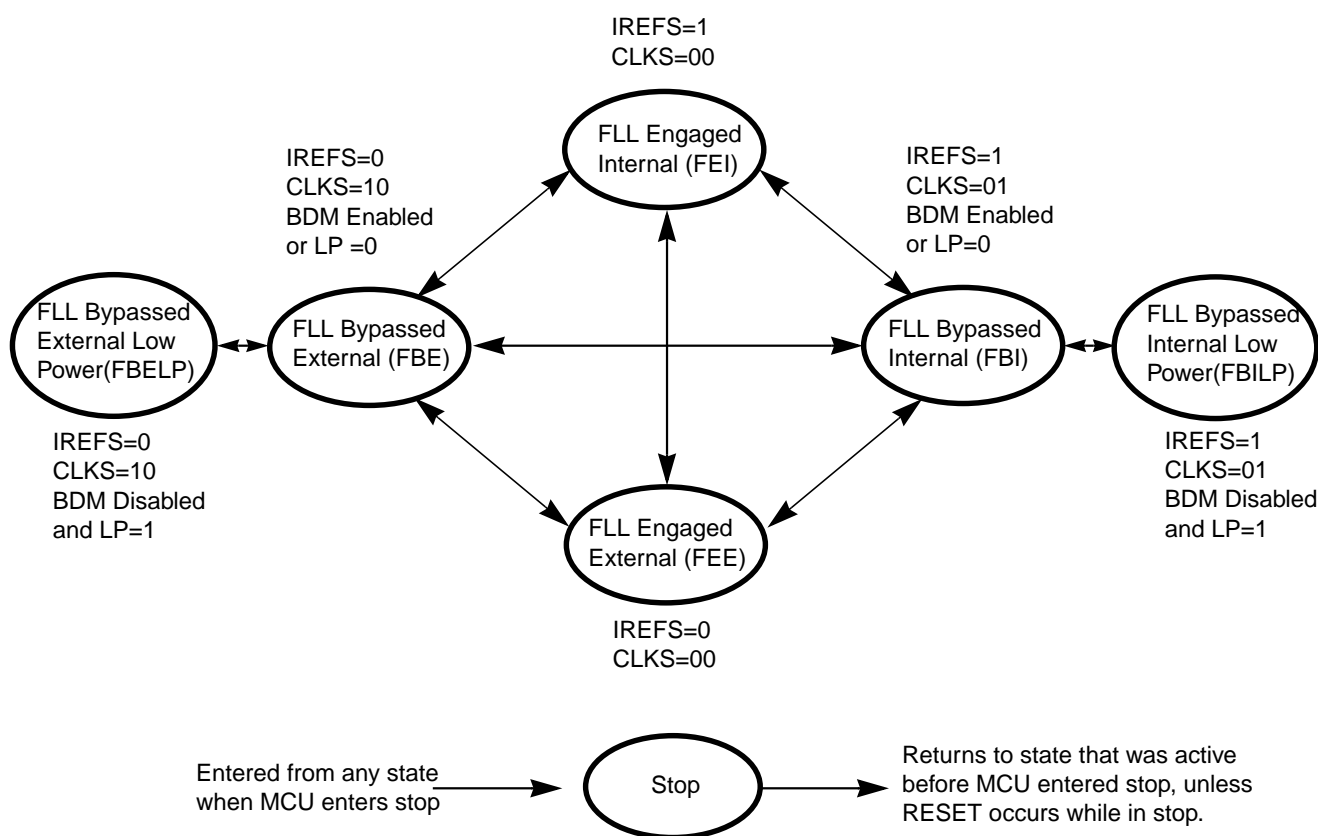 IREFS=1
CLKS=00
FLL Engaged
Internal (FEI)
IREFS=0
CLKS=10
BDM Enabled
or LP =0
IREFS=1
CLKS=01
BDM Enabled
or LP=0
FLL Bypassed
External Low
Power(FBELP)
FLL Bypassed
External (FBE)
FLL Bypassed
Internal (FBI)
FLL Bypassed
Internal Low
Power(FBILP)
IREFS=0
CLKS=10
BDM Disabled
and LP=1
IREFS=1
CLKS=01
BDM Disabled
and LP=1
FLL Engaged
External (FEE)
IREFS=0
CLKS=00
Entered from any state
when MCU enters stop
Stop
Returns to state that was active
before MCU entered stop, unless
RESET occurs while in stop.